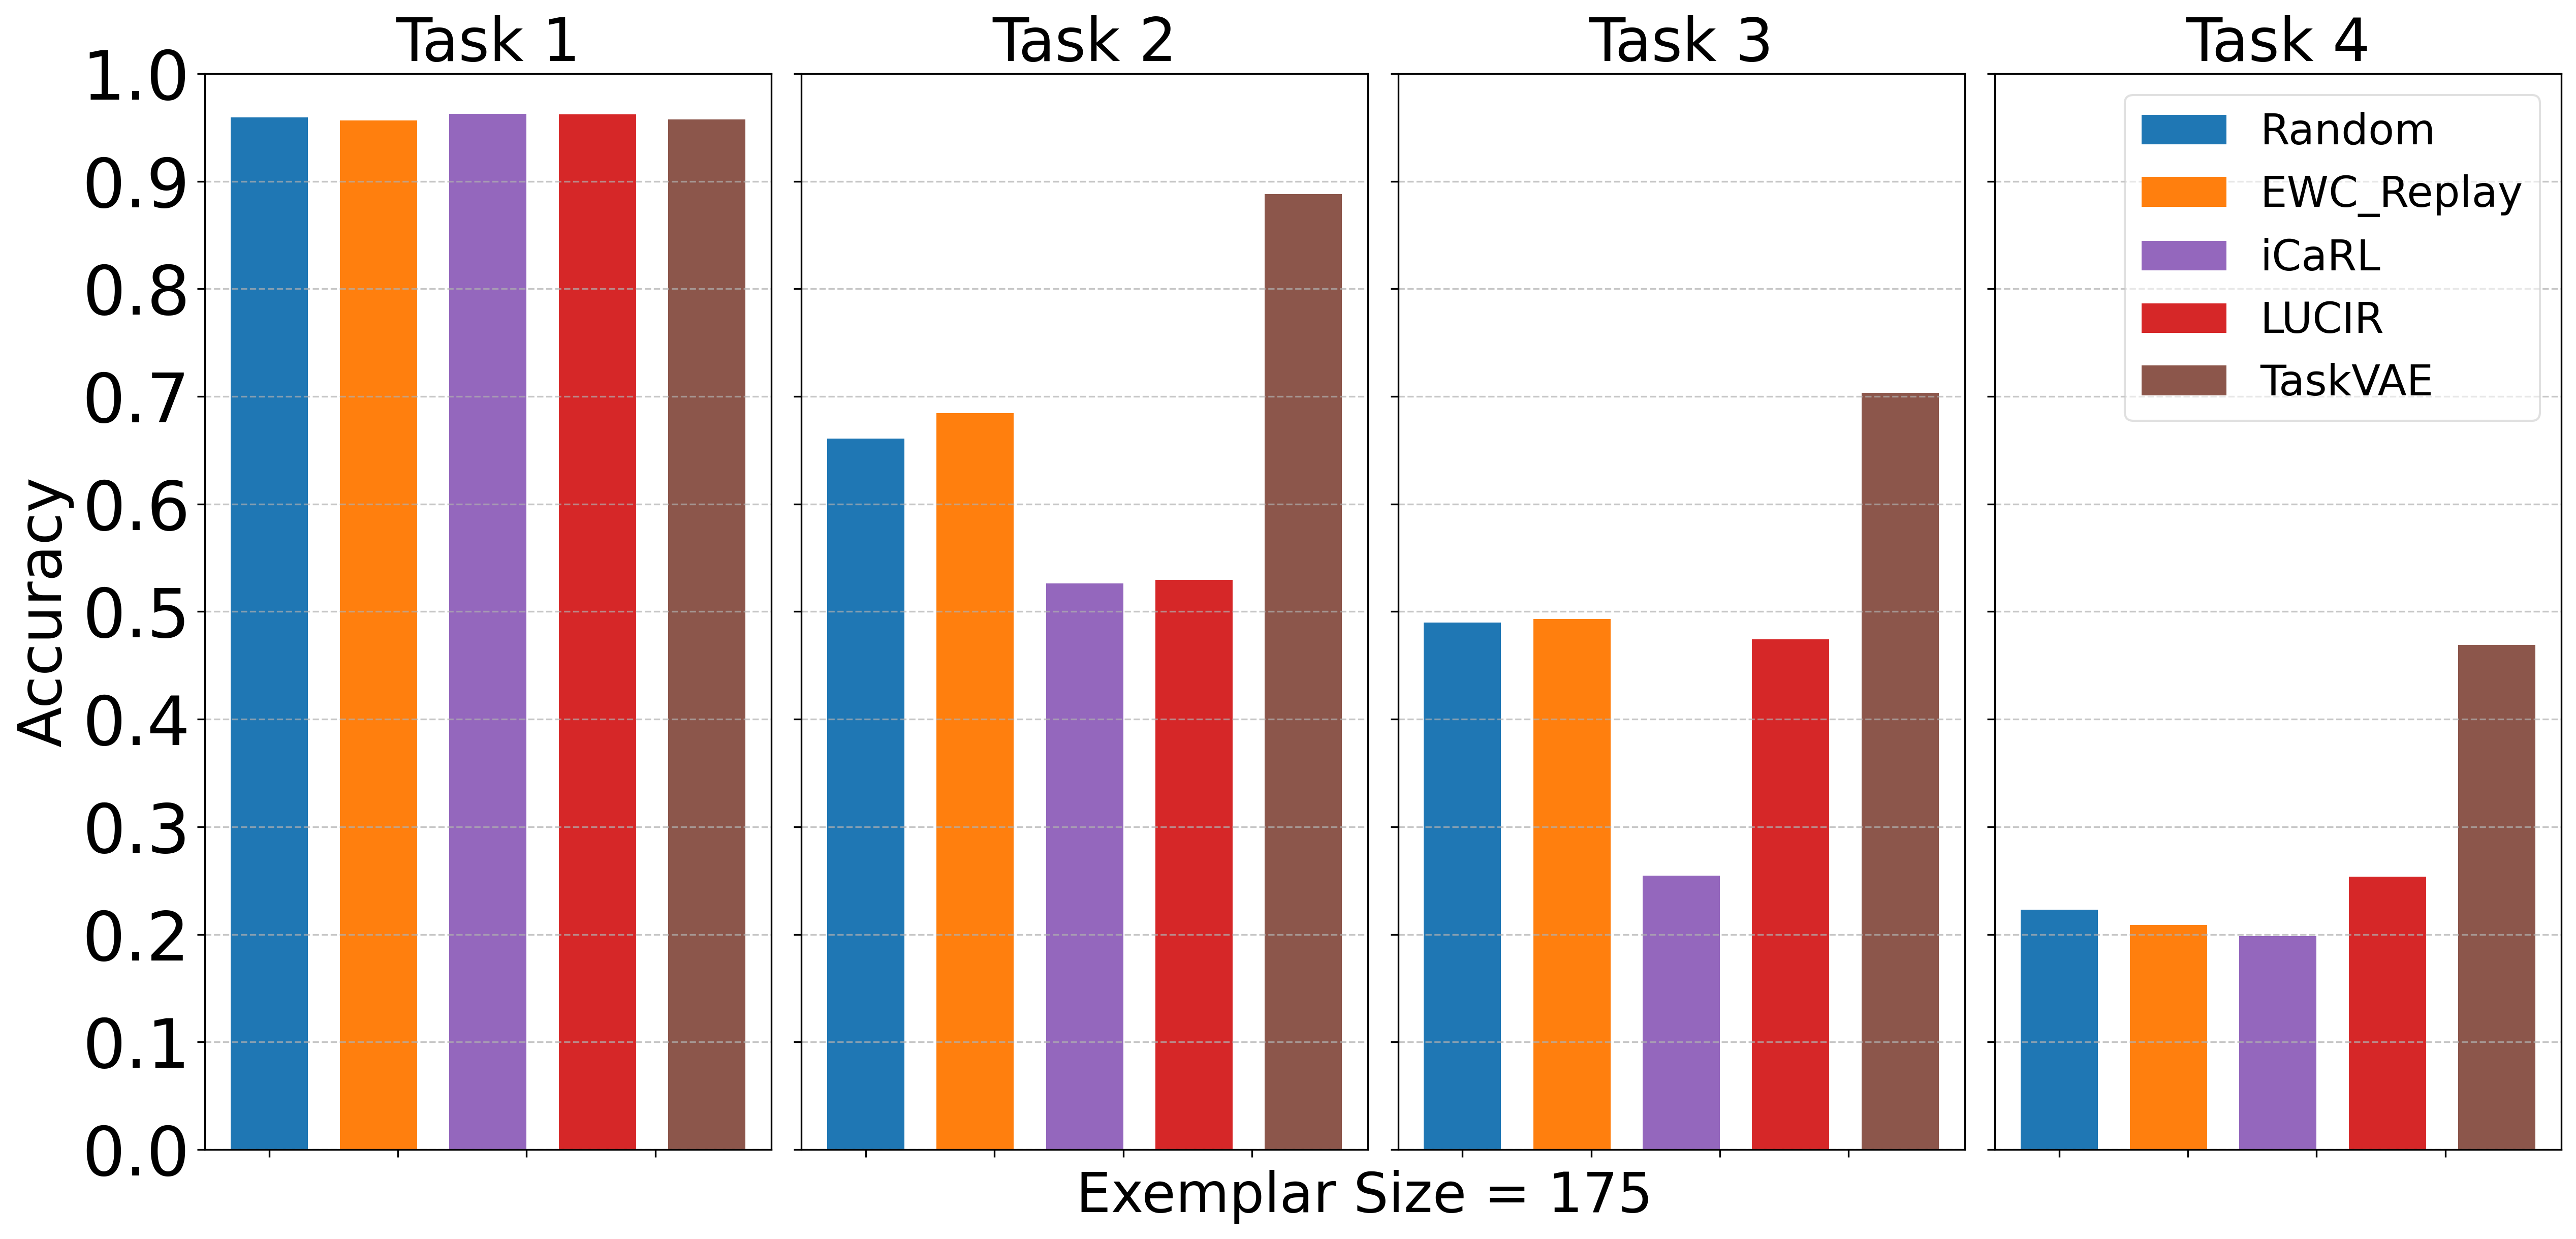 Task 1
Task 2
Task 3
Task 4
1.0
0.9
0.8
0.7
0.6
0.5
0.4
0.3
0.2
0.1
0.0
Accuracy
Random
EWC_Replay
iCaRL
LUCIR
TaskVAE
Exemplar Size = 175